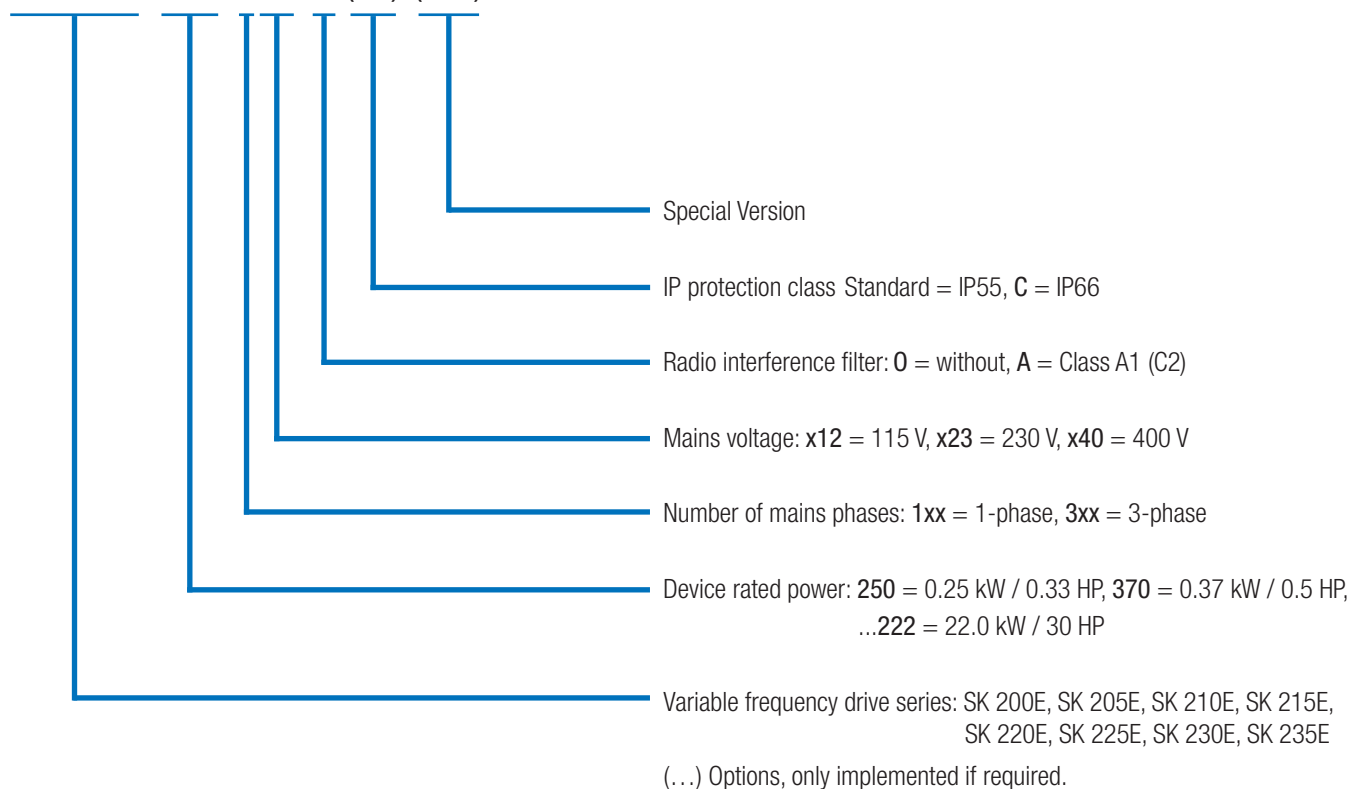 Special Version
IP protection class Standard = IP55, C = IP66
Radio interference filter: O = without, A = Class A1 (C2)
Mains voltage: x12 = 115 V, x23 = 230 V, x40 = 400 V
Number of mains phases: 1xx = 1-phase, 3xx = 3-phase
Device rated power: 250 = 0.25 kW / 0.33 HP, 370 = 0.37 kW / 0.5 HP,
...222 = 22.0 kW / 30 HP
Variable frequency drive series: SK 200E, SK 205E, SK 210E, SK 215E,
SK 220E, SK 225E, SK 230E, SK 235E
(…) Options, only implemented if required.